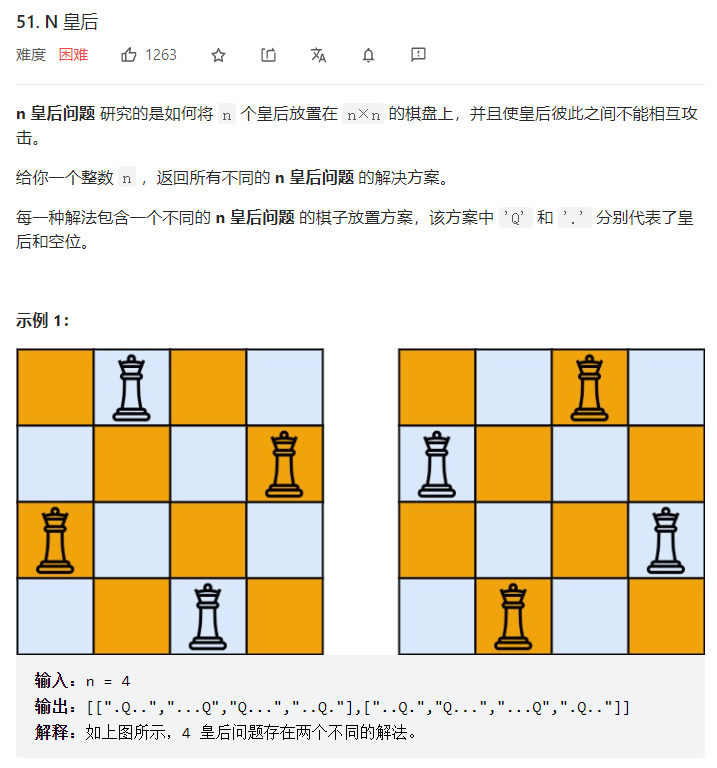 51. N 皇后
难度 困难 1263
n 皇后问题 研究的是如何将 n 个皇后放置在 n×n 的棋盘上，并且使皇后彼此之间不能相互攻
击。
给你一个整数 n ，返回所有不同的 n 皇后问题 的解决方案。
每一种解法包含一个不同的 n 皇后问题 的棋子放置方案，该方案中 'Q' 和 '.' 分别代表了皇
后和空位。
示例 1：
输入：n = 4
输出：[[".Q..","...Q","Q...","..Q."],["..Q.","Q...","...Q",".Q.."]]
解释：如上图所示，4 皇后问题存在两个不同的解法。